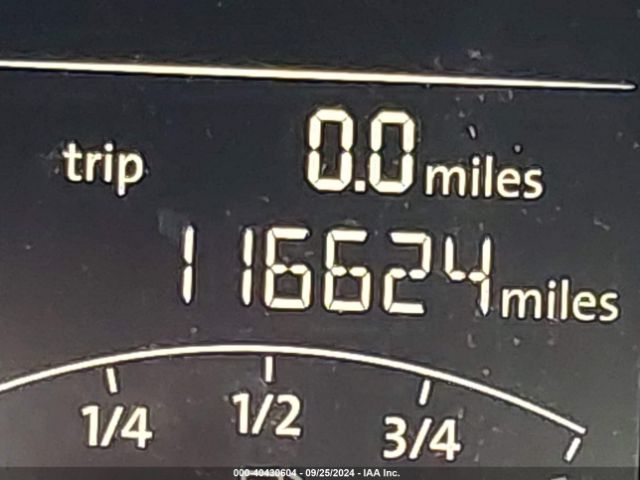 trip 0.0 miles
116624 miles
1/4 1/2 3/4
000-40430604 - 09/25/2024 - IAA Inc.